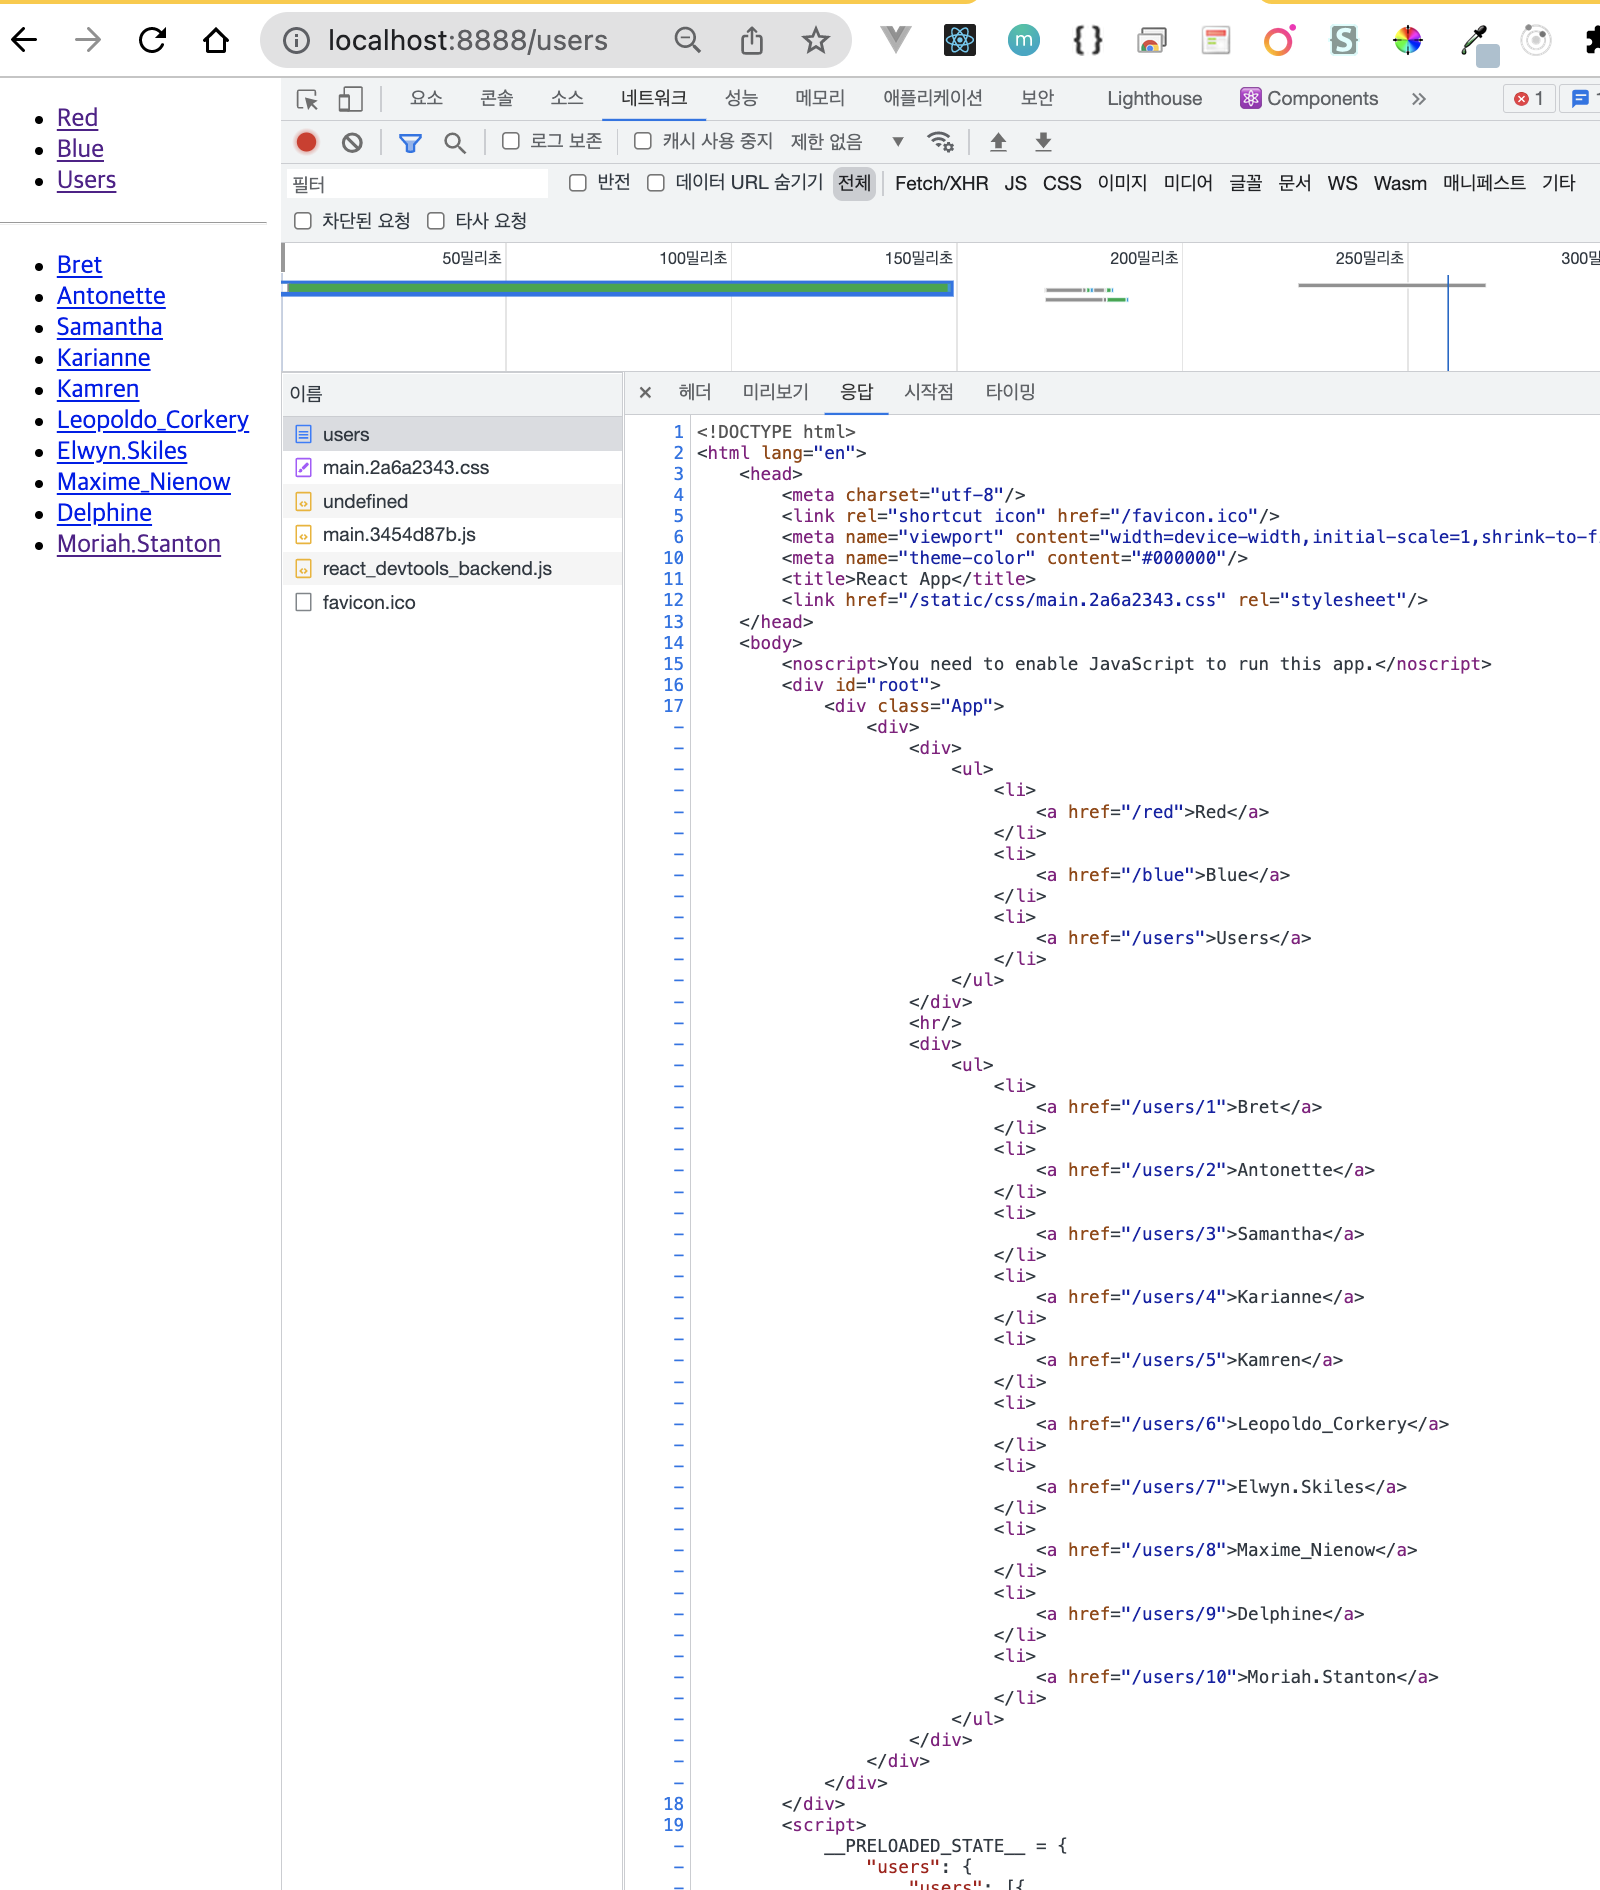 localhost:8888/users
m
{ }
S
Red
Blue
Users
Bret
Antonette
Samantha
Karianne
Kamren
Leopoldo_Corkery
Elwyn.Skiles
Maxime_Nienow
Delphine
Moriah.Stanton
요소 콘솔 소스 네트워크 성능 메모리 애플리케이션 보안 Lighthouse Components » 1
로그 보존 캐시 사용 중지 제한 없음
필터 반전 데이터 URL 숨기기 전체 Fetch/XHR JS CSS 이미지 미디어 글꼴 문서 WS Wasm 매니페스트 기타
차단된 요청 타사 요청
50밀리초 100밀리초 150밀리초 200밀리초 250밀리초 300밀
이름
users
main.2a6a2343.css
undefined
main.3454d87b.js
react_devtools_backend.js
favicon.ico
× 헤더 미리보기 응답 시작점 타이밍
1 <!DOCTYPE html>
2 <html lang="en">
3 <head>
4 <meta charset="utf-8"/>
5 <link rel="shortcut icon" href="/favicon.ico"/>
6 <meta name="viewport" content="width=device-width,initial-scale=1,shrink-to-f
10 <meta name="theme-color" content="#000000"/>
11 <title>React App</title>
12 <link href="/static/css/main.2a6a2343.css" rel="stylesheet"/>
13 </head>
14 <body>
15 <noscript>You need to enable JavaScript to run this app.</noscript>
16 <div id="root">
17 <div class="App">
- <div>
- <div>
- <ul>
- <li>
- <a href="/red">Red</a>
- </li>
- <li>
- <a href="/blue">Blue</a>
- </li>
- <li>
- <a href="/users">Users</a>
- </li>
- </ul>
- </div>
- <hr/>
- <div>
- <ul>
- <li>
- <a href="/users/1">Bret</a>
- </li>
- <li>
- <a href="/users/2">Antonette</a>
- </li>
- <li>
- <a href="/users/3">Samantha</a>
- </li>
- <li>
- <a href="/users/4">Karianne</a>
- </li>
- <li>
- <a href="/users/5">Kamren</a>
- </li>
- <li>
- <a href="/users/6">Leopoldo_Corkery</a>
- </li>
- <li>
- <a href="/users/7">Elwyn.Skiles</a>
- </li>
- <li>
- <a href="/users/8">Maxime_Nienow</a>
- </li>
- <li>
- <a href="/users/9">Delphine</a>
- </li>
- <li>
- <a href="/users/10">Moriah.Stanton</a>
- </li>
- </ul>
- </div>
- </div>
- </div>
18 </div>
19 <script>
- __PRELOADED_STATE__ = {
- "users": {
- "users": [{